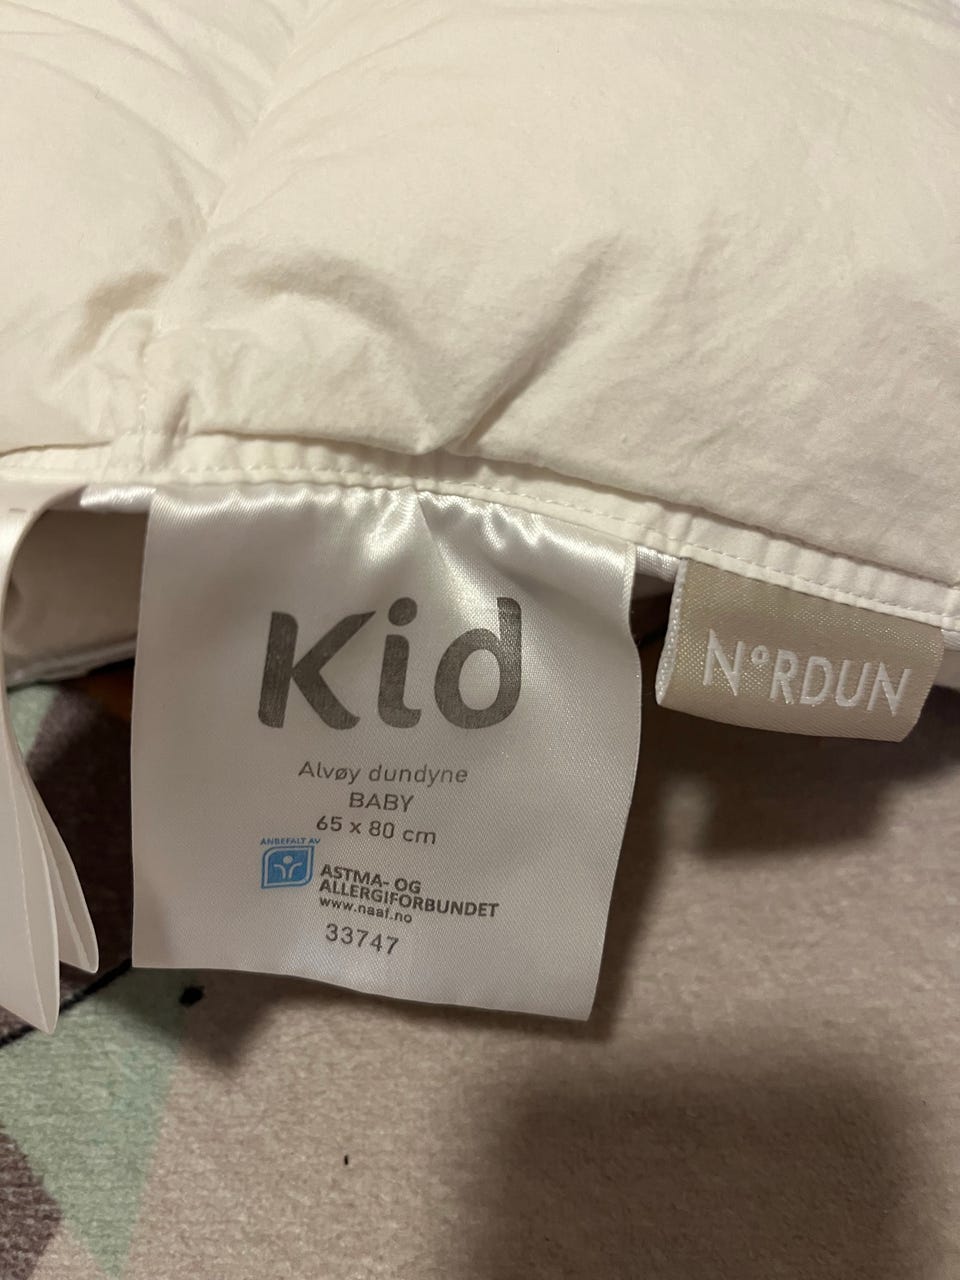 Kid
Alvøy dundyne
BABY
65 x 80 cm
ANBEFALT AV
ASTMA- OG
ALLERGIFORBUNDET
www.naaf.no
33747
N°RDUN